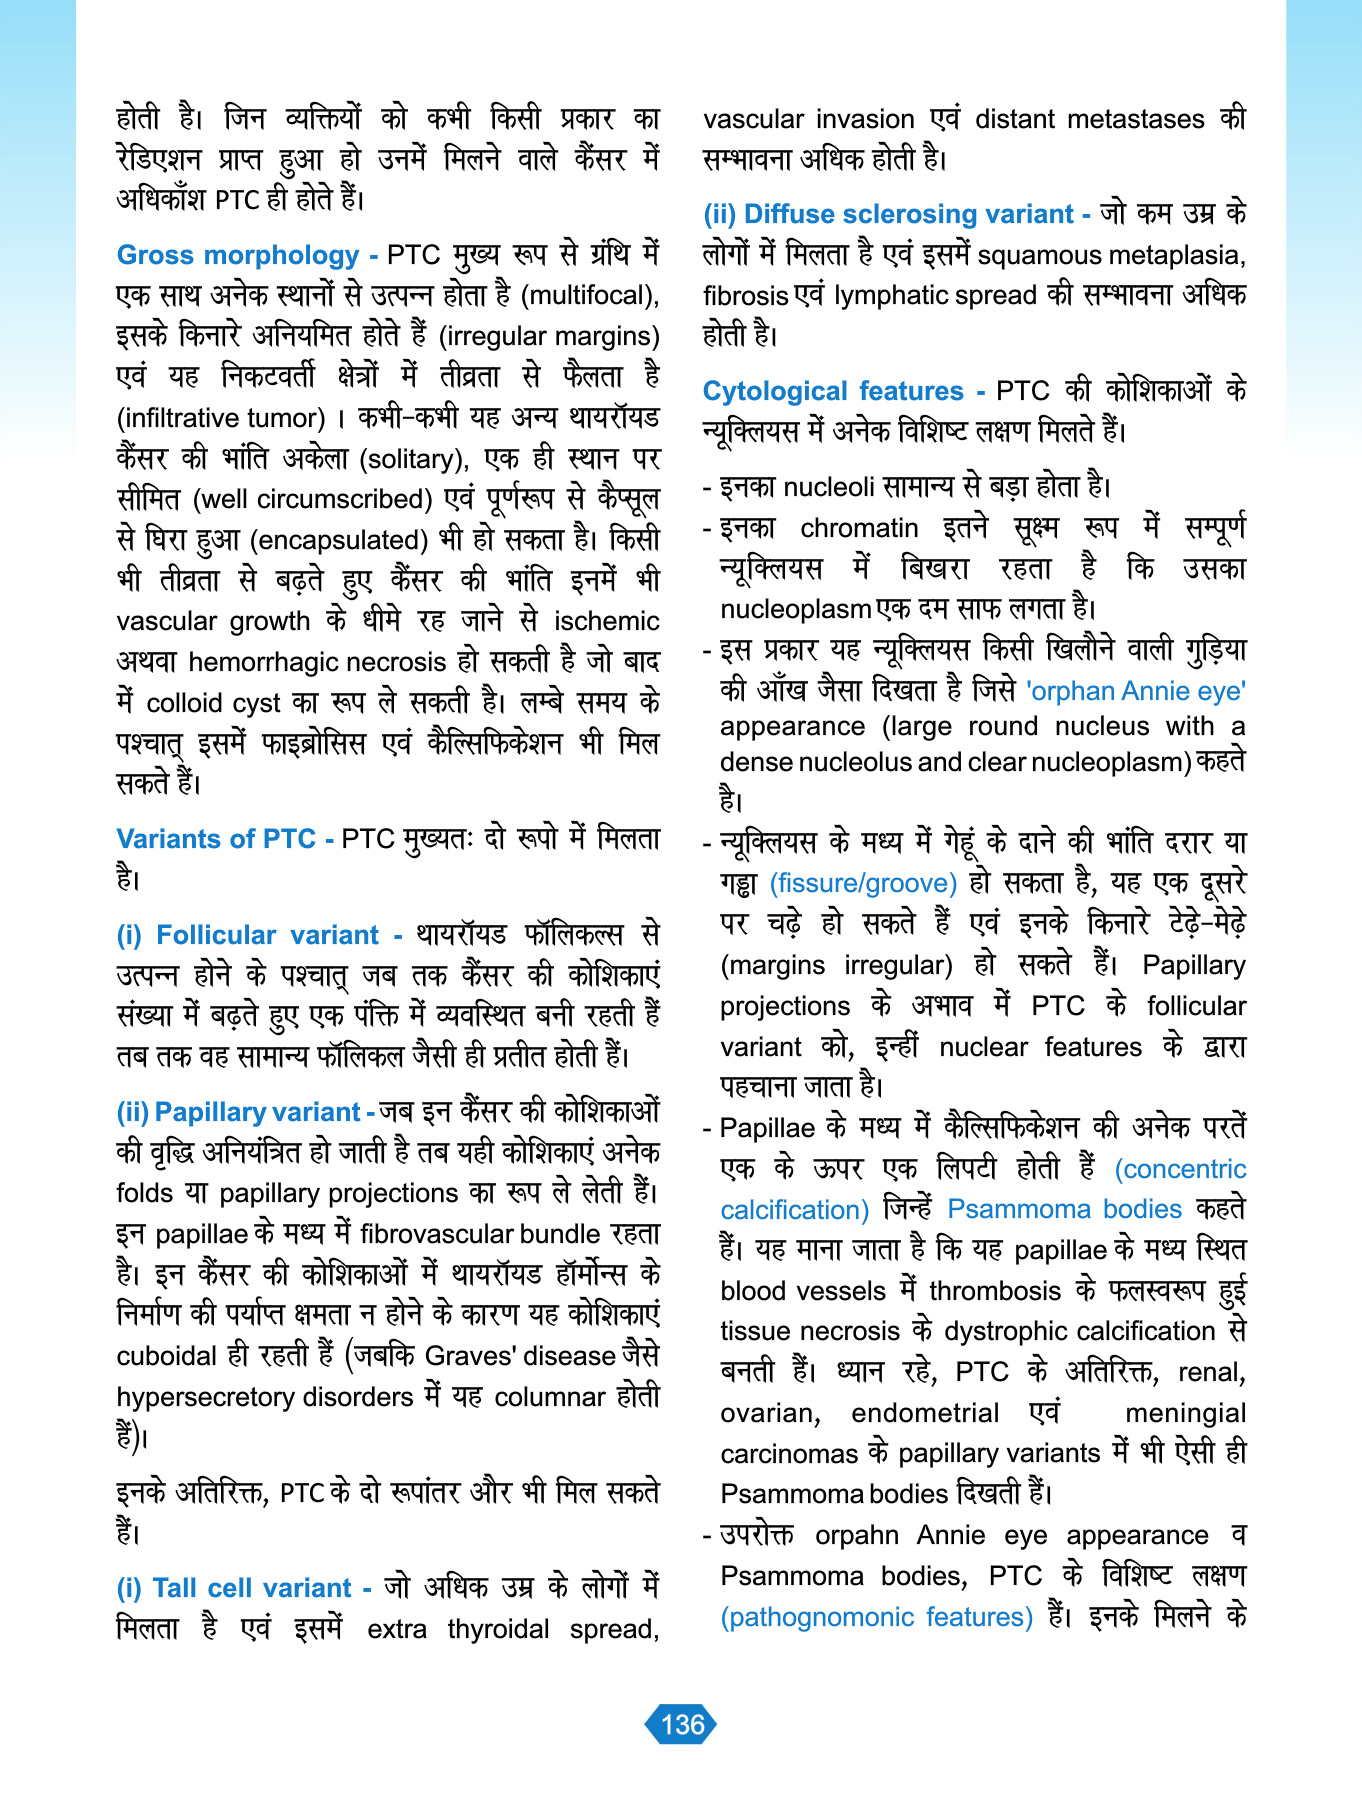 होती है। जिन व्यक्तियों को कभी किसी प्रकार का
रेडिएशन प्राप्त हुआ हो उनमें मिलने वाले कैंसर में
अधिकाँश PTC ही होते हैं।
Gross morphology - PTC मुख्य रूप से ग्रंथि में
एक साथ अनेक स्थानों से उत्पन्न होता है (multifocal),
इसके किनारे अनियमित होते हैं (irregular margins)
एवं यह निकटवर्ती क्षेत्रों में तीव्रता से फैलता है
(infiltrative tumor) । कभी-कभी यह अन्य थायरॉयड
कैंसर की भांति अकेला (solitary), एक ही स्थान पर
सीमित (well circumscribed) एवं पूर्णरूप से कैप्सूल
से घिरा हुआ (encapsulated) भी हो सकता है। किसी
भी तीव्रता से बढ़ते हुए कैंसर की भांति इनमें भी
vascular growth के धीमे रह जाने से ischemic
अथवा hemorrhagic necrosis हो सकती है जो बाद
में colloid cyst का रूप ले सकती है। लम्बे समय के
पश्चात् इसमें फाइब्रोसिस एवं कैल्सिफिकेशन भी मिल
सकते हैं।
Variants of PTC - PTC मुख्यतः दो रूपो में मिलता
है।
(i) Follicular variant - थायरॉयड फॉलिकल्स से
उत्पन्न होने के पश्चात् जब तक कैंसर की कोशिकाएं
संख्या में बढ़ते हुए एक पंक्ति में व्यवस्थित बनी रहती हैं
तब तक वह सामान्य फॉलिकल जैसी ही प्रतीत होती हैं।
(ii) Papillary variant - जब इन कैंसर की कोशिकाओं
की वृद्धि अनियंत्रित हो जाती है तब यही कोशिकाएं अनेक
folds या papillary projections का रूप ले लेती हैं।
इन papillae के मध्य में fibrovascular bundle रहता
है। इन कैंसर की कोशिकाओं में थायरॉयड हॉर्मोन्स के
निर्माण की पर्याप्त क्षमता न होने के कारण यह कोशिकाएं
cuboidal ही रहती हैं (जबकि Graves' disease जैसे
hypersecretory disorders में यह columnar होती
हैं)।
इनके अतिरिक्त, PTC के दो रूपांतर और भी मिल सकते
हैं।
(i) Tall cell variant - जो अधिक उम्र के लोगों में
मिलता है एवं इसमें extra thyroidal spread,
vascular invasion एवं distant metastases की
सम्भावना अधिक होती है।
(ii) Diffuse sclerosing variant - जो कम उम्र के
लोगों में मिलता है एवं इसमें squamous metaplasia,
fibrosis एवं lymphatic spread की सम्भावना अधिक
होती है।
Cytological features - PTC की कोशिकाओं के
न्यूक्लियस में अनेक विशिष्ट लक्षण मिलते हैं।
- इनका nucleoli सामान्य से बड़ा होता है।
- इनका chromatin इतने सूक्ष्म रूप में सम्पूर्ण
न्यूक्लियस में बिखरा रहता है कि उसका
nucleoplasm एक दम साफ लगता है।
- इस प्रकार यह न्यूक्लियस किसी खिलौने वाली गुड़िया
की आँख जैसा दिखता है जिसे 'orphan Annie eye'
appearance (large round nucleus with a
dense nucleolus and clear nucleoplasm) कहते
है।
- न्यूक्लियस के मध्य में गेहूं के दाने की भांति दरार या
गड्ढा (fissure/groove) हो सकता है, यह एक दूसरे
पर चढ़े हो सकते हैं एवं इनके किनारे टेढ़े-मेढ़े
(margins irregular) हो सकते हैं। Papillary
projections के अभाव में PTC के follicular
variant को, इन्हीं nuclear features के द्वारा
पहचाना जाता है।
- Papillae के मध्य में कैल्सिफिकेशन की अनेक परतें
एक के ऊपर एक लिपटी होती हैं (concentric
calcification) जिन्हें Psammoma bodies कहते
हैं। यह माना जाता है कि यह papillae के मध्य स्थित
blood vessels में thrombosis के फलस्वरूप हुई
tissue necrosis के dystrophic calcification से
बनती हैं। ध्यान रहे, PTC के अतिरिक्त, renal,
ovarian, endometrial एवं meningial
carcinomas के papillary variants में भी ऐसी ही
Psammoma bodies दिखती हैं।
- उपरोक्त orpahn Annie eye appearance व
Psammoma bodies, PTC के विशिष्ट लक्षण
(pathognomonic features) हैं। इनके मिलने के
136